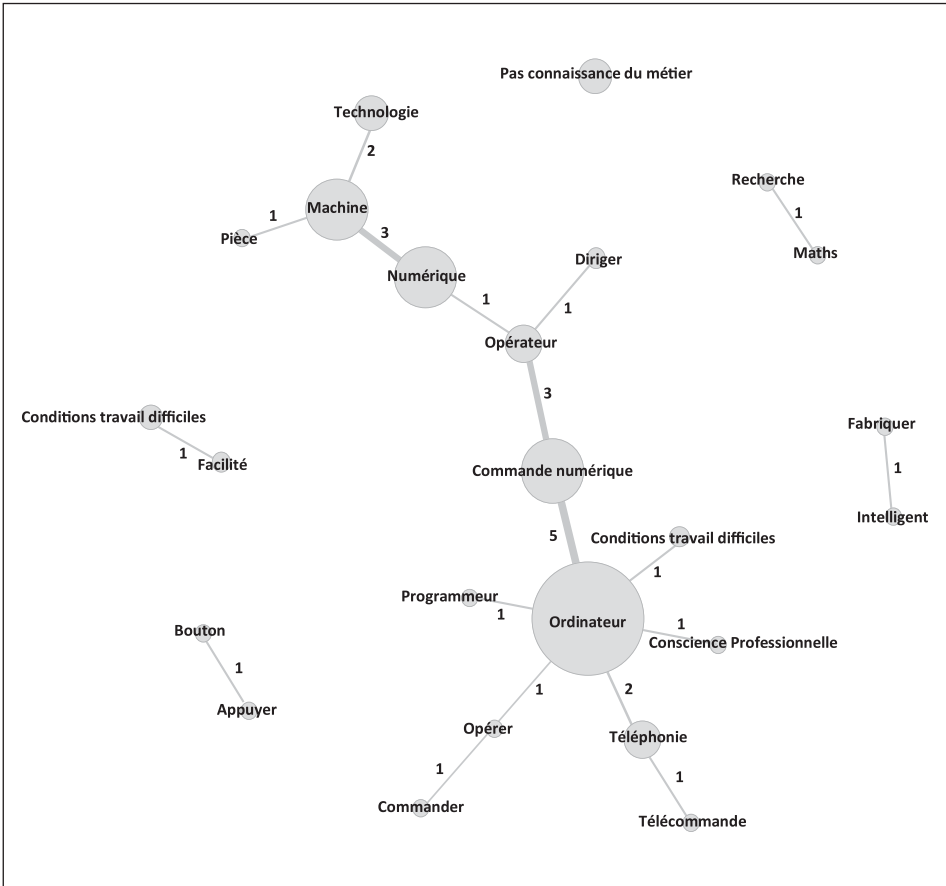 Pas connaissance du métier
Technologie
2
Recherche
Machine
1
1
3
Pièce
Maths
Diriger
Numérique
1
1
Opérateur
3
Conditions travail difficiles
Fabriquer
1
Facilité
1
Commande numérique
Intelligent
5
Conditions travail difficiles
1
Programmeur
1
Ordinateur
1
Bouton
Conscience Professionnelle
1
1
2
Appuyer
Opérer
Téléphonie
1
1
Commander
Télécommande